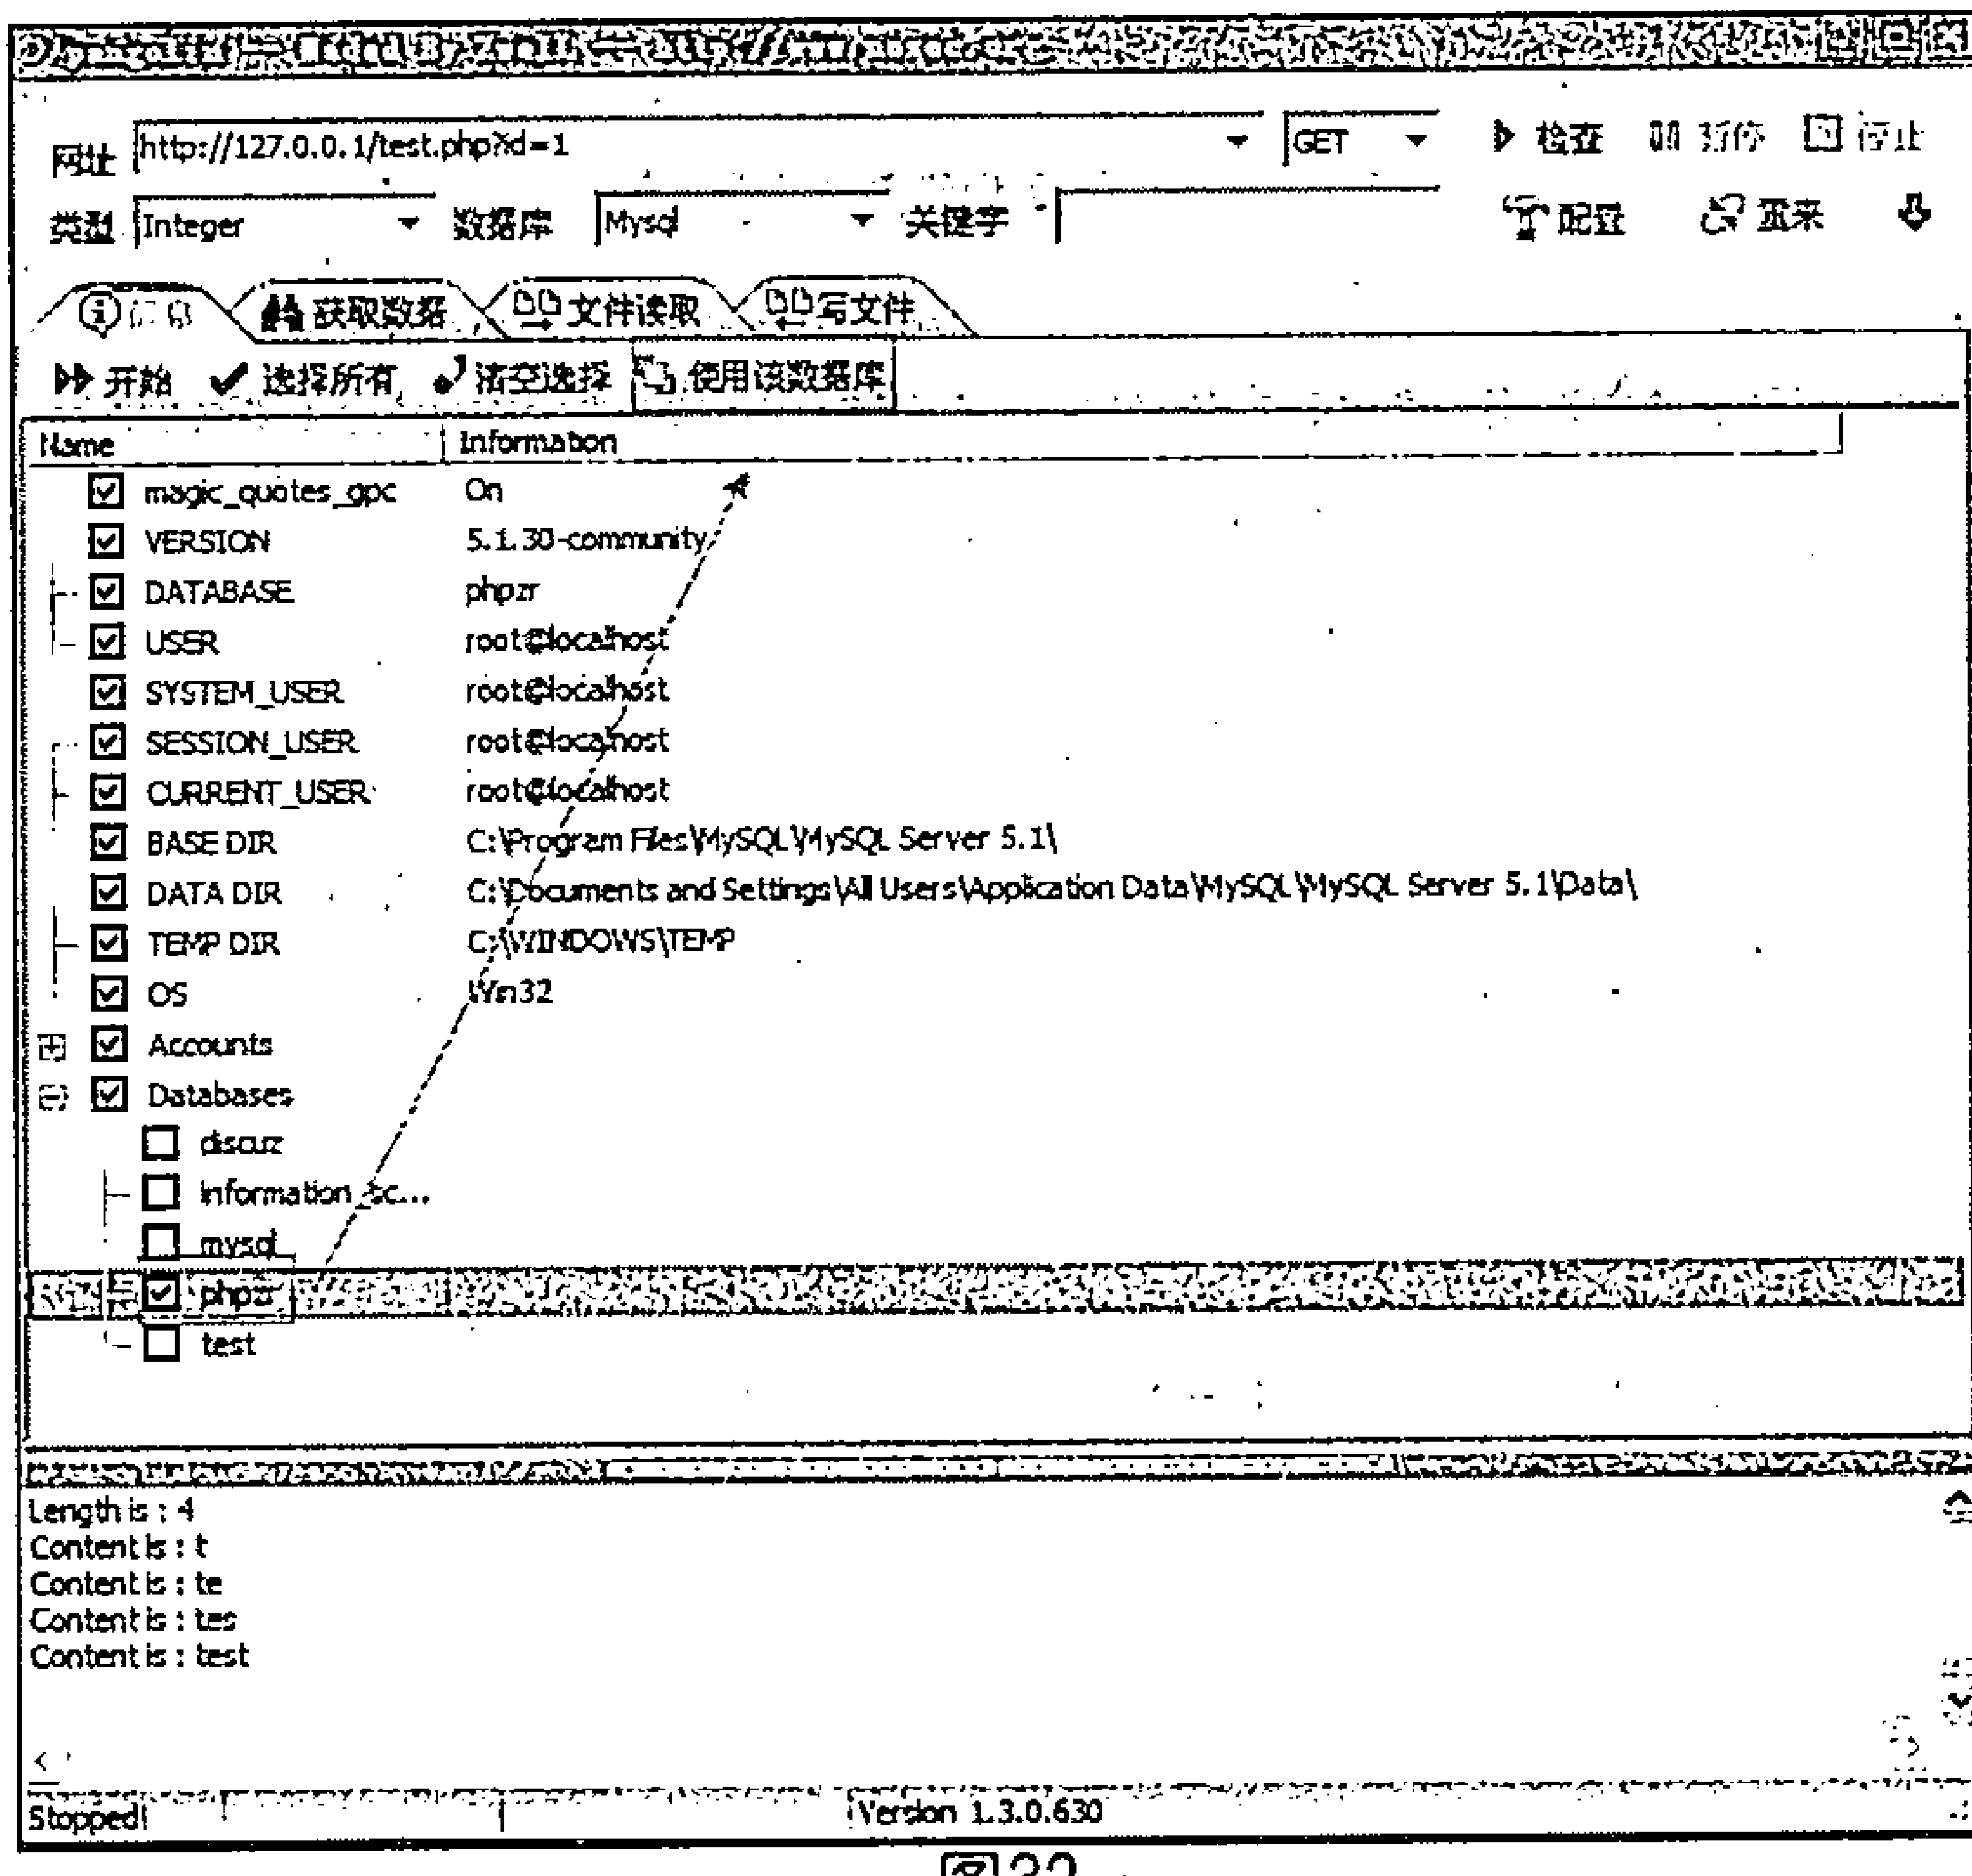 网址 http://127.0.0.1/test.php?id=1 GET 检查 暂停 停止
类型 Integer 数据库 Mysql 关键字 配置 重来
信息 获取数据 文件读取 写文件
开始 选择所有 清空选择 使用该数据库
Name Information
magic_quotes_gpc On
VERSION 5.1.30-community
DATABASE phpzr
USER root@localhost
SYSTEM_USER root@localhost
SESSION_USER root@localhost
CURRENT_USER root@localhost
BASE DIR C:\Program Files\MySQL\MySQL Server 5.1\
DATA DIR C:\Documents and Settings\All Users\Application Data\MySQL\MySQL Server 5.1\Data\
TEMP DIR C:\WINDOWS\TEMP
OS Win32
Accounts
Databases
discuz
information_sc...
mysql
phpzr
test
Length is : 4
Content is : t
Content is : te
Content is : tes
Content is : test
Stopped! Version 1.3.0.630